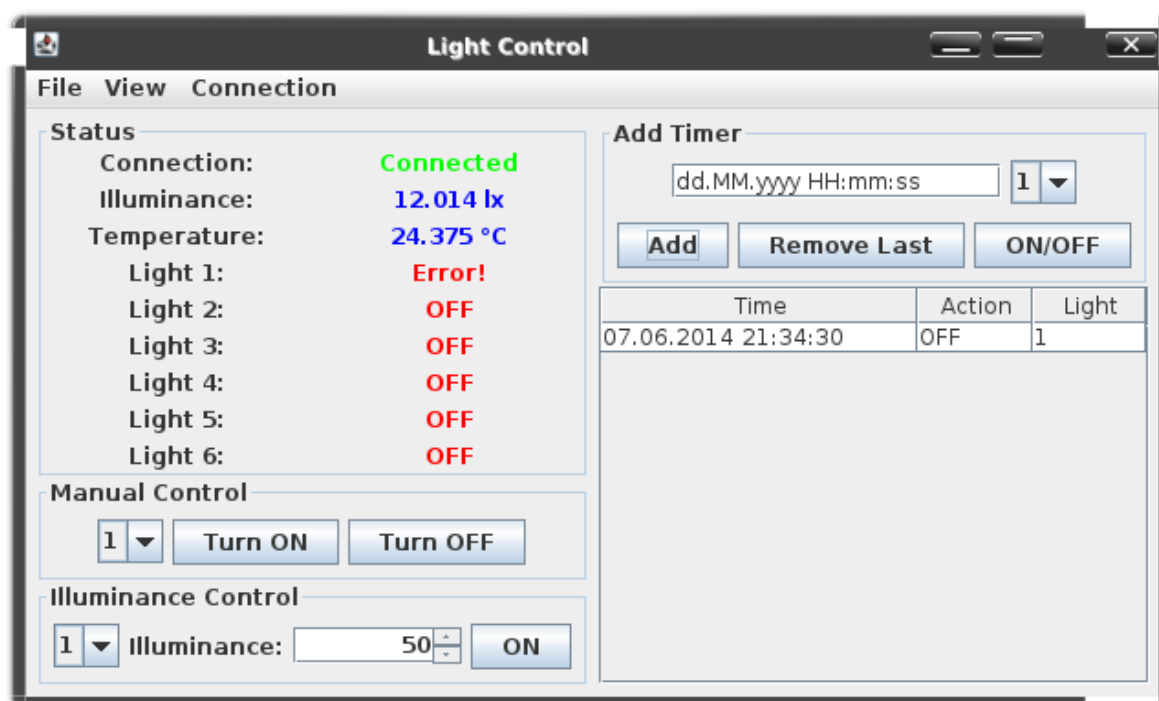 Light Control
File View Connection
Status
Connection: Connected
Illuminance: 12.014 lx
Temperature: 24.375 °C
Light 1: Error!
Light 2: OFF
Light 3: OFF
Light 4: OFF
Light 5: OFF
Light 6: OFF
Manual Control
1 Turn ON Turn OFF
Illuminance Control
1 Illuminance: 50 ON
Add Timer
dd.MM.yyyy HH:mm:ss 1
Add Remove Last ON/OFF
Time Action Light
07.06.2014 21:34:30 OFF 1